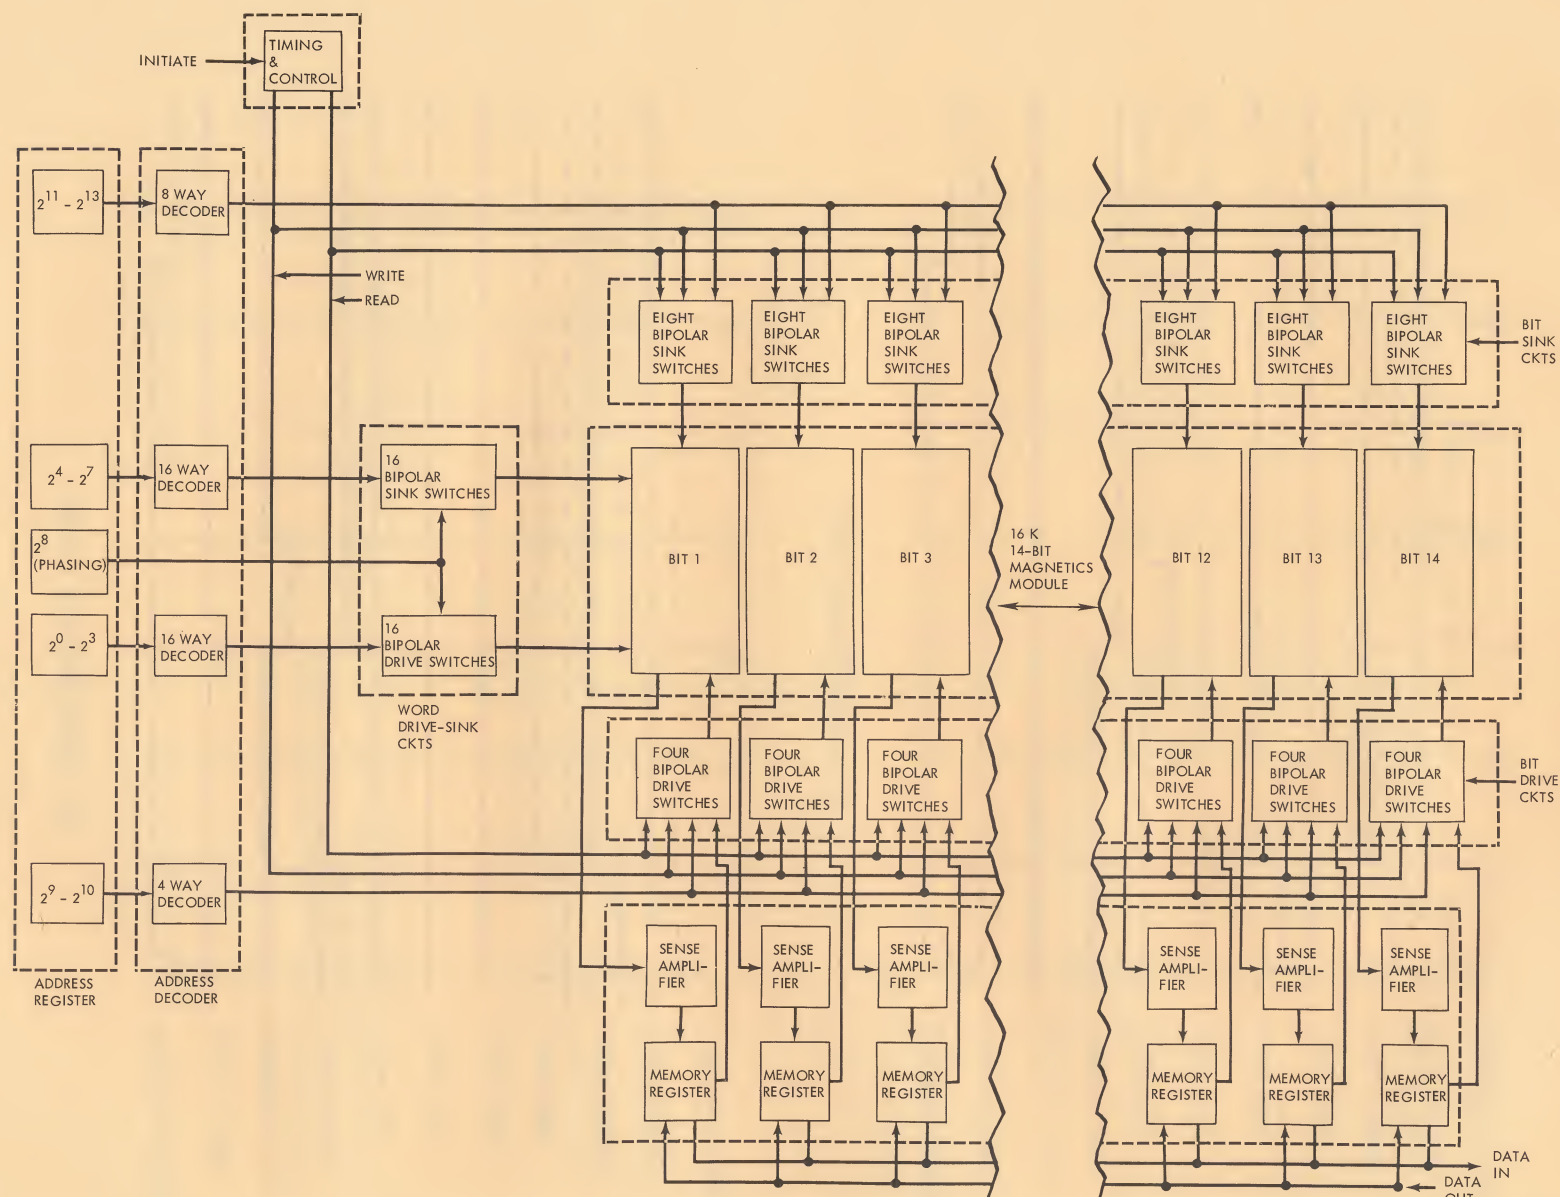 INITIATE
TIMING
&
CONTROL
2¹¹ - 2¹³
8 WAY
DECODER
WRITE
READ
EIGHT
BIPOLAR
SINK
SWITCHES
EIGHT
BIPOLAR
SINK
SWITCHES
EIGHT
BIPOLAR
SINK
SWITCHES
EIGHT
BIPOLAR
SINK
SWITCHES
EIGHT
BIPOLAR
SINK
SWITCHES
EIGHT
BIPOLAR
SINK
SWITCHES
BIT
SINK
CKTS
2⁴ - 2⁷
16 WAY
DECODER
16
BIPOLAR
SINK SWITCHES
2⁸
(PHASING)
2⁰ - 2³
16 WAY
DECODER
16
BIPOLAR
DRIVE SWITCHES
WORD
DRIVE-SINK
CKTS
BIT 1
BIT 2
BIT 3
16 K
14-BIT
MAGNETICS
MODULE
BIT 12
BIT 13
BIT 14
FOUR
BIPOLAR
DRIVE
SWITCHES
FOUR
BIPOLAR
DRIVE
SWITCHES
FOUR
BIPOLAR
DRIVE
SWITCHES
FOUR
BIPOLAR
DRIVE
SWITCHES
FOUR
BIPOLAR
DRIVE
SWITCHES
FOUR
BIPOLAR
DRIVE
SWITCHES
BIT
DRIVE
CKTS
2⁹ - 2¹⁰
4 WAY
DECODER
ADDRESS
REGISTER
ADDRESS
DECODER
SENSE
AMPLI-
FIER
SENSE
AMPLI-
FIER
SENSE
AMPLI-
FIER
SENSE
AMPLI-
FIER
SENSE
AMPLI-
FIER
SENSE
AMPLI-
FIER
MEMORY
REGISTER
MEMORY
REGISTER
MEMORY
REGISTER
MEMORY
REGISTER
MEMORY
REGISTER
MEMORY
REGISTER
DATA
IN
DATA
OUT